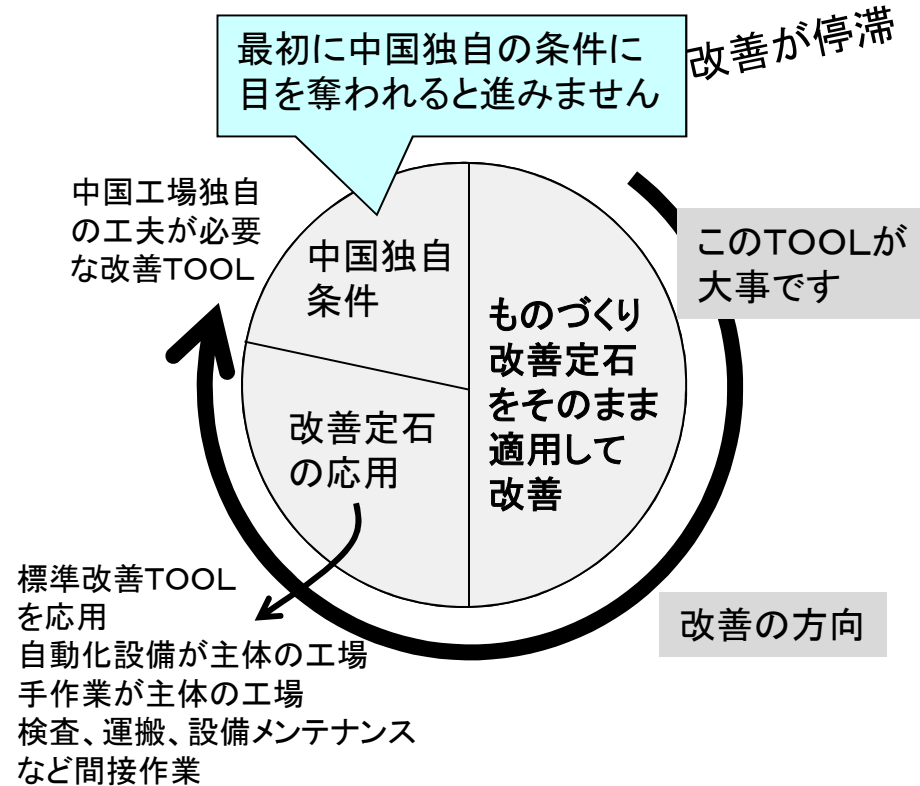 最初に中国独自の条件に
目を奪われると進みません
改善が停滞
中国工場独自
の工夫が必要
な改善TOOL
中国独自
条件
このTOOLが
大事です
ものづくり
改善定石
をそのまま
適用して
改善
改善定石
の応用
標準改善TOOL
を応用
自動化設備が主体の工場
手作業が主体の工場
検査、運搬、設備メンテナンス
など間接作業
改善の方向